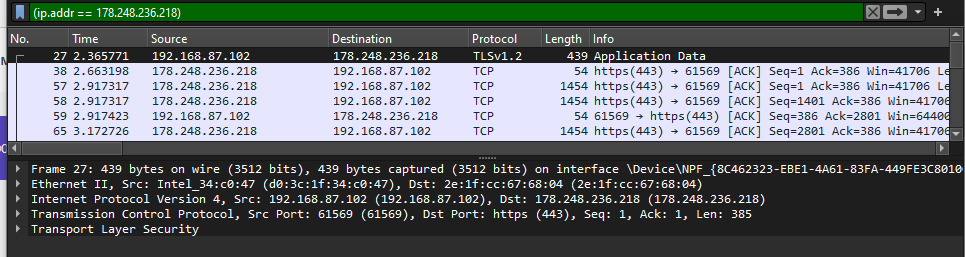 (ip.addr == 178.248.236.218)
No. Time Source Destination Protocol Length Info
27 2.365771 192.168.87.102 178.248.236.218 TLSv1.2 439 Application Data
38 2.663198 178.248.236.218 192.168.87.102 TCP 54 https(443) → 61569 [ACK] Seq=1 Ack=386 Win=41706 Le
57 2.917317 178.248.236.218 192.168.87.102 TCP 1454 https(443) → 61569 [ACK] Seq=1 Ack=386 Win=41706 Le
58 2.917317 178.248.236.218 192.168.87.102 TCP 1454 https(443) → 61569 [ACK] Seq=1401 Ack=386 Win=41706
59 2.917423 192.168.87.102 178.248.236.218 TCP 54 61569 → https(443) [ACK] Seq=386 Ack=2801 Win=6440
65 3.172726 178.248.236.218 192.168.87.102 TCP 1454 https(443) → 61569 [ACK] Seq=2801 Ack=386 Win=41706
Frame 27: 439 bytes on wire (3512 bits), 439 bytes captured (3512 bits) on interface \Device\NPF_{8C462323-EBE1-4A61-83FA-449FE3C8010
Ethernet II, Src: Intel_34:c0:47 (d0:3c:1f:34:c0:47), Dst: 2e:1f:cc:67:68:04 (2e:1f:cc:67:68:04)
Internet Protocol Version 4, Src: 192.168.87.102 (192.168.87.102), Dst: 178.248.236.218 (178.248.236.218)
Transmission Control Protocol, Src Port: 61569 (61569), Dst Port: https (443), Seq: 1, Ack: 1, Len: 385
Transport Layer Security